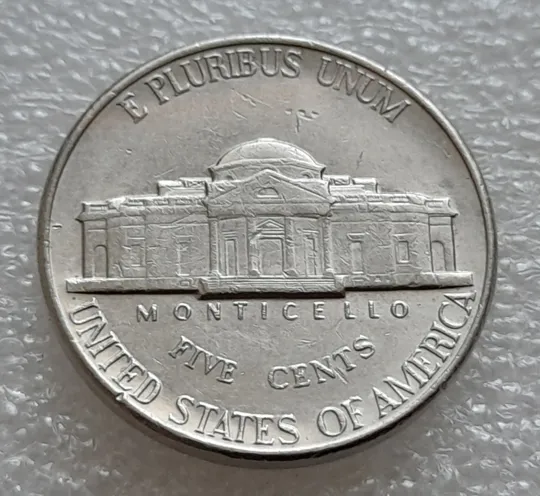 E PLURIBUS UNUM
MONTICELLO
FIVE CENTS
UNITED STATES OF AMERICA